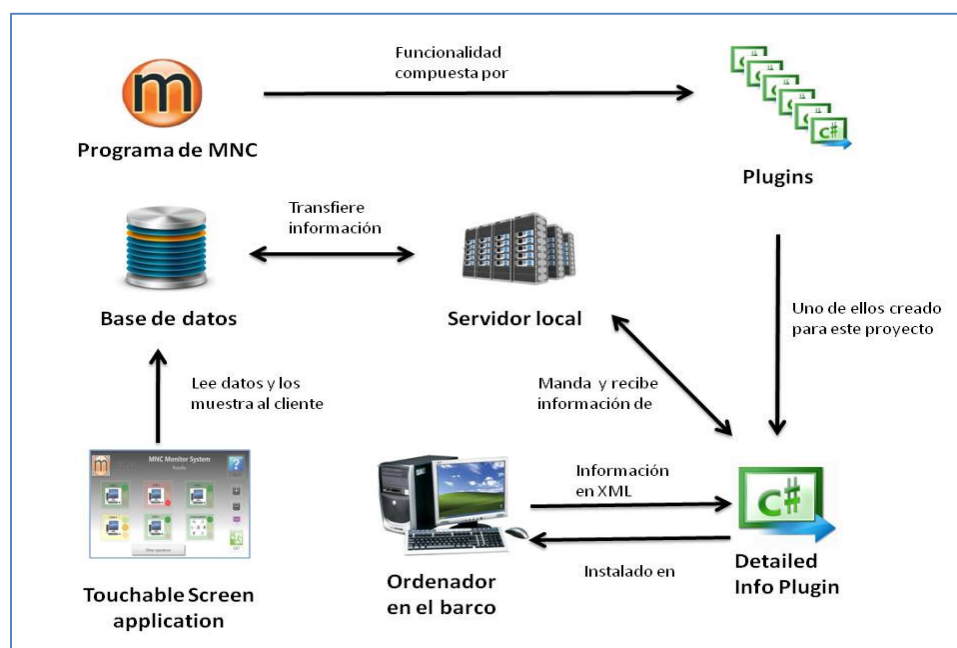 Funcionalidad
compuesta por
m
Programa de MNC
C#
Plugins
Transfiere
información
Base de datos
Servidor local
Uno de ellos creado
para este proyecto
Lee datos y los
muestra al cliente
Manda y recibe
información de
m
MNC Monitor System
?
Información
en XML
C#
Instalado en
Touchable Screen
application
Ordenador
en el barco
Detailed
Info Plugin